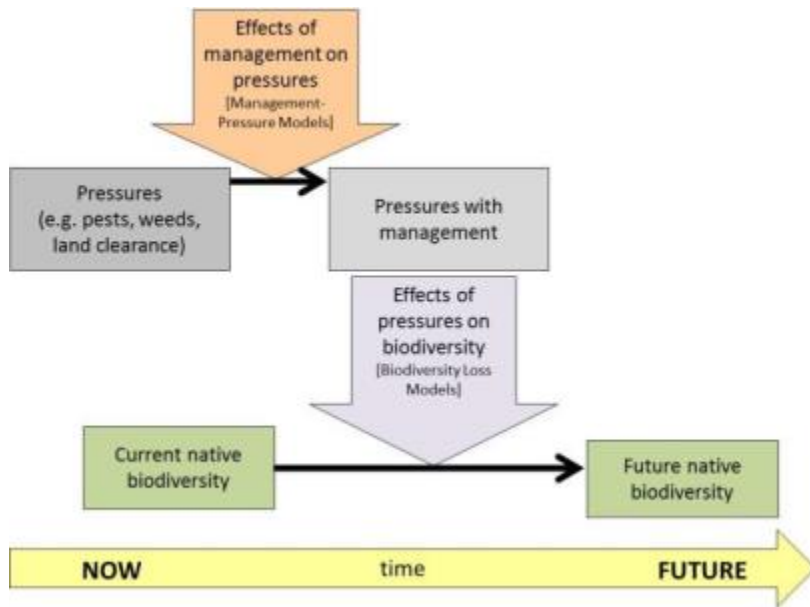 Effects of
management on
pressures
[Management-
Pressure Models]
Pressures
(e.g. pests, weeds,
land clearance)
Pressures with
management
Effects of
pressures on
biodiversity
[Biodiversity Loss
Models]
Current native
biodiversity
Future native
biodiversity
NOW
time
FUTURE